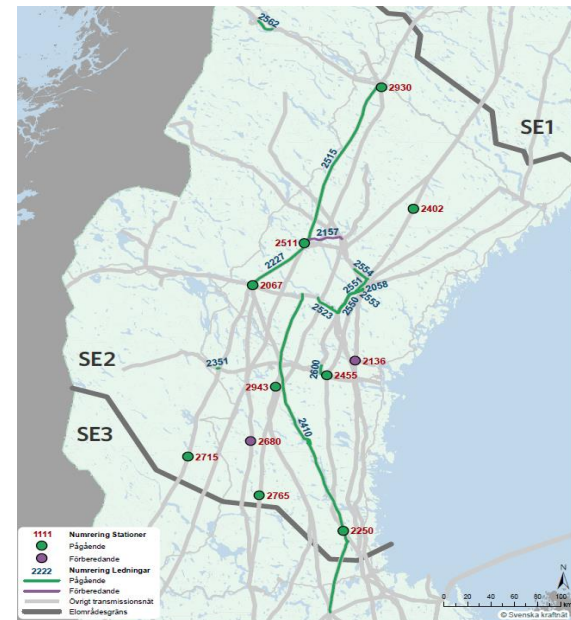 2562
2930
SE1
2515
2402
2157
2511
2227
2067
2554
2551
2058
2553
2550
2523
SE2
2351
2600
2136
2455
2943
SE3
2410
2680
2715
2765
2250
1111 Numrering Stationer
Pågående
Förberedande
2222 Numrering Ledningar
Pågående
Förberedande
Övrigt transmissionsnät
Elområdesgräns
N
0 20 40 60 80 100
km
© Svenska kraftnät